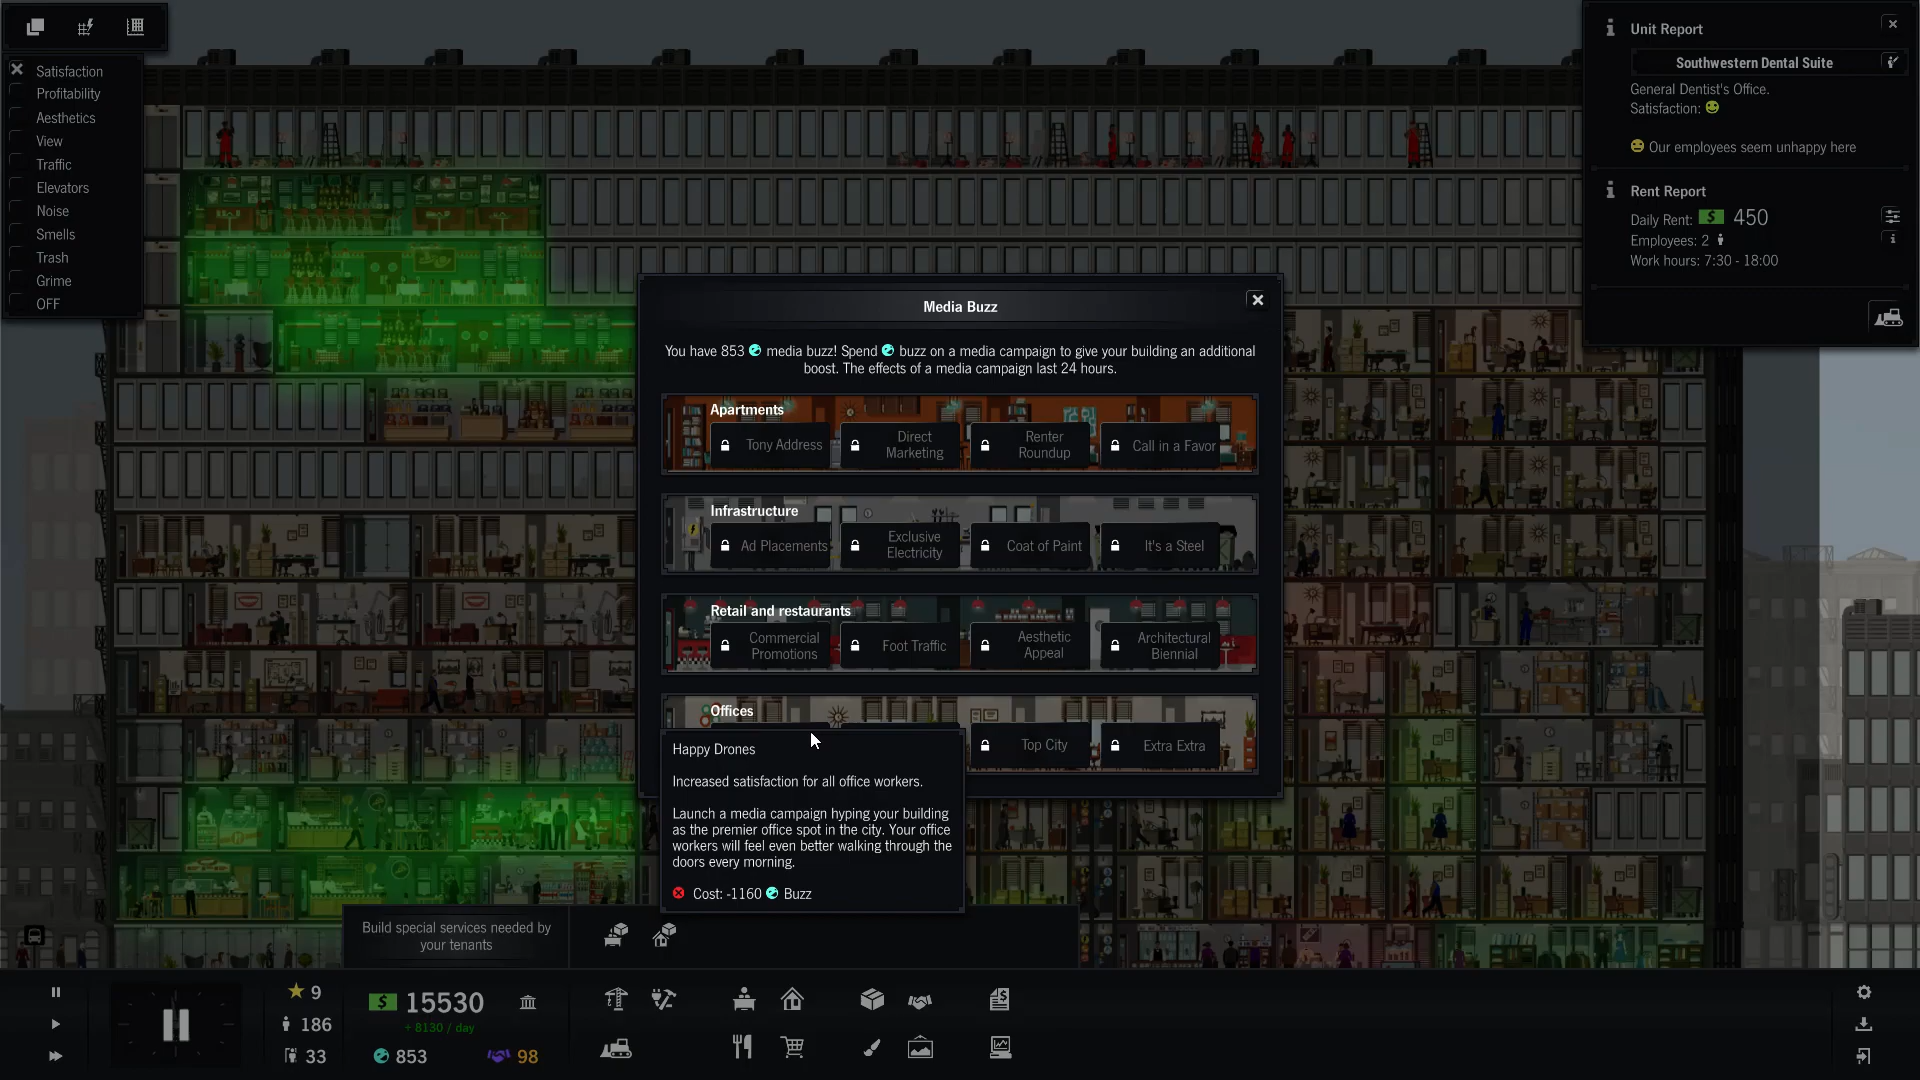 Satisfaction
Profitability
Aesthetics
View
Traffic
Elevators
Noise
Smells
Trash
Grime
OFF
Unit Report
Southwestern Dental Suite
General Dentist's Office.
Satisfaction:
Our employees seem unhappy here
Rent Report
Daily Rent: $ 450
Employees: 2
Work hours: 7:30 - 18:00
Media Buzz
You have 853 media buzz! Spend buzz on a media campaign to give your building an additional
boost. The effects of a media campaign last 24 hours.
Apartments
Tony Address
Direct
Marketing
Renter
Roundup
Call in a Favor
Infrastructure
Ad Placements
Exclusive
Electricity
Coat of Paint
It's a Steel
Retail and restaurants
Commercial
Promotions
Foot Traffic
Aesthetic
Appeal
Architectural
Biennial
Offices
Top City
Extra Extra
Happy Drones
Increased satisfaction for all office workers.
Launch a media campaign hyping your building
as the premier office spot in the city. Your office
workers will feel even better walking through the
doors every morning.
Cost: -1160 Buzz
Build special services needed by
your tenants
9
186
33
$ 15530
+ 8130 / day
853
98